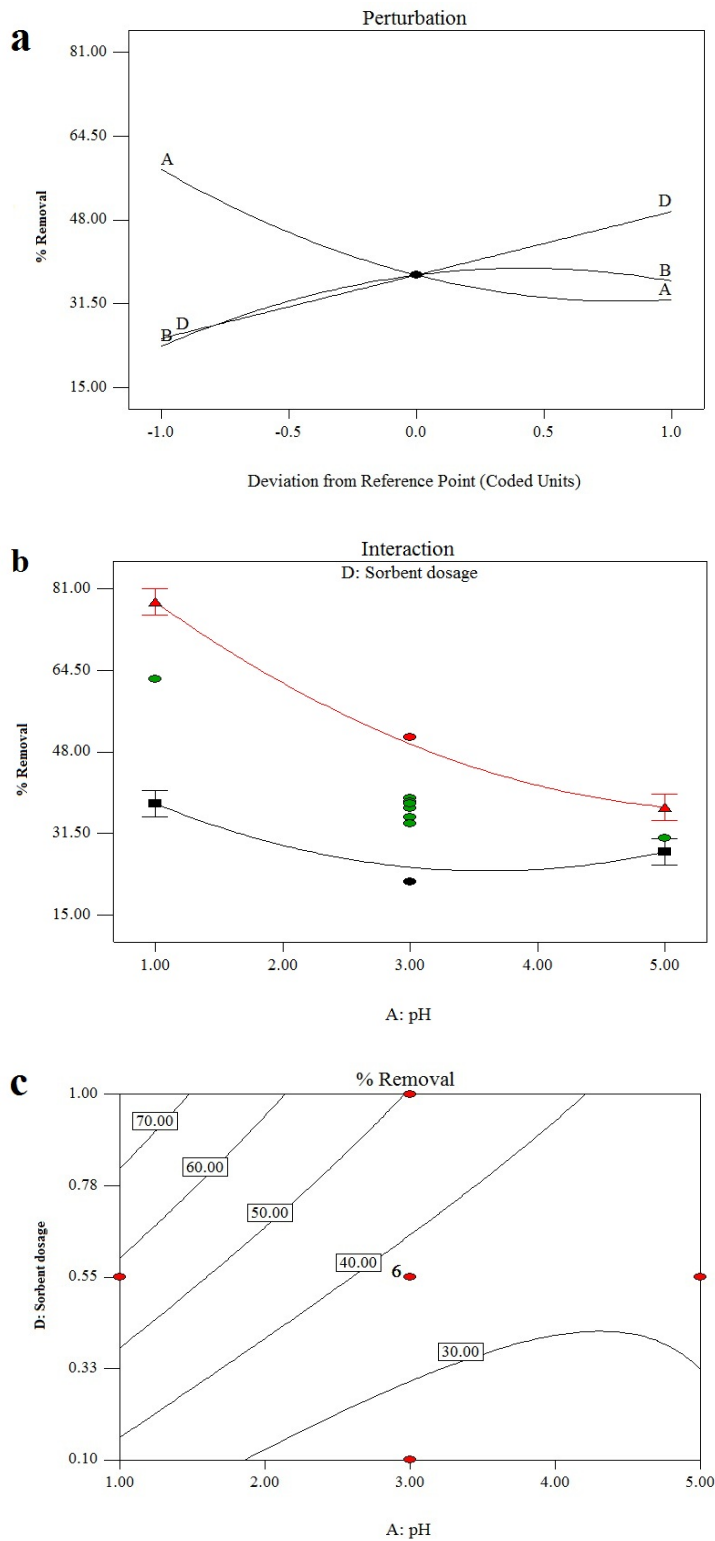 a
Perturbation
81.00
64.50
48.00
31.50
15.00
% Removal
A
D
B
A
D
B
-1.0 -0.5 0.0 0.5 1.0
Deviation from Reference Point (Coded Units)
b
Interaction
D: Sorbent dosage
81.00
64.50
48.00
31.50
15.00
% Removal
1.00 2.00 3.00 4.00 5.00
A: pH
c
% Removal
1.00
0.78
0.55
0.33
0.10
D: Sorbent dosage
70.00
60.00
50.00
40.00
6
30.00
1.00 2.00 3.00 4.00 5.00
A: pH